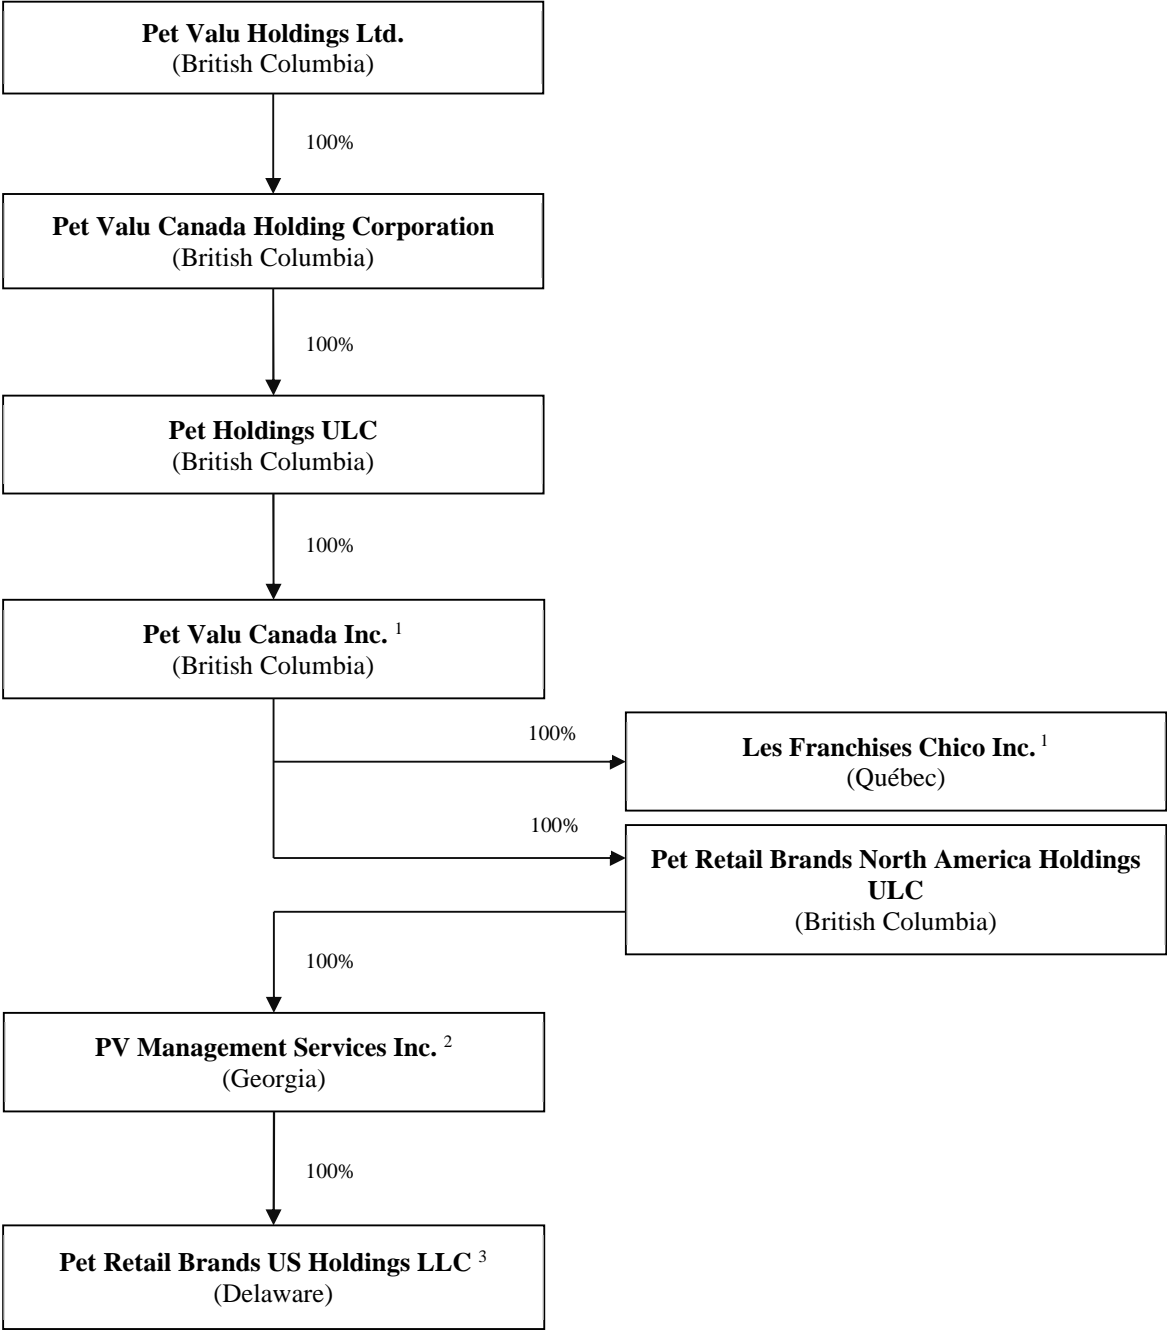 Pet Valu Holdings Ltd.
(British Columbia)
100%
Pet Valu Canada Holding Corporation
(British Columbia)
100%
Pet Holdings ULC
(British Columbia)
100%
Pet Valu Canada Inc. 1
(British Columbia)
100%
Les Franchises Chico Inc. 1
(Québec)
100%
Pet Retail Brands North America Holdings
ULC
(British Columbia)
100%
PV Management Services Inc. 2
(Georgia)
100%
Pet Retail Brands US Holdings LLC 3
(Delaware)